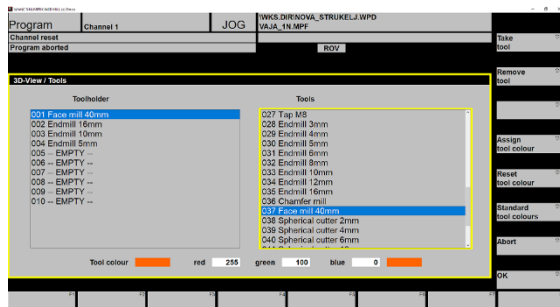 Program
Channel 1
JOG
\WKS.DIR\NOVA_STRUKELJ.WPD
VAJA_1N.MPF
Channel reset
Program aborted
ROV
3D-View / Tools
Toolholder
001 Face mill 40mm
002 Endmill 16mm
003 Endmill 10mm
004 Endmill 5mm
005 -- EMPTY --
006 -- EMPTY --
007 -- EMPTY --
008 -- EMPTY --
009 -- EMPTY --
010 -- EMPTY --
Tools
027 Tap M8
028 Endmill 3mm
029 Endmill 4mm
030 Endmill 5mm
031 Endmill 6mm
032 Endmill 8mm
033 Endmill 10mm
034 Endmill 12mm
035 Endmill 16mm
036 Chamfer mill
037 Face mill 40mm
038 Spherical cutter 2mm
039 Spherical cutter 4mm
040 Spherical cutter 6mm
Tool colour red 255 green 100 blue 0
Take
tool
Remove
tool
Assign
tool colour
Reset
tool colour
Standard
tool colours
Abort
OK